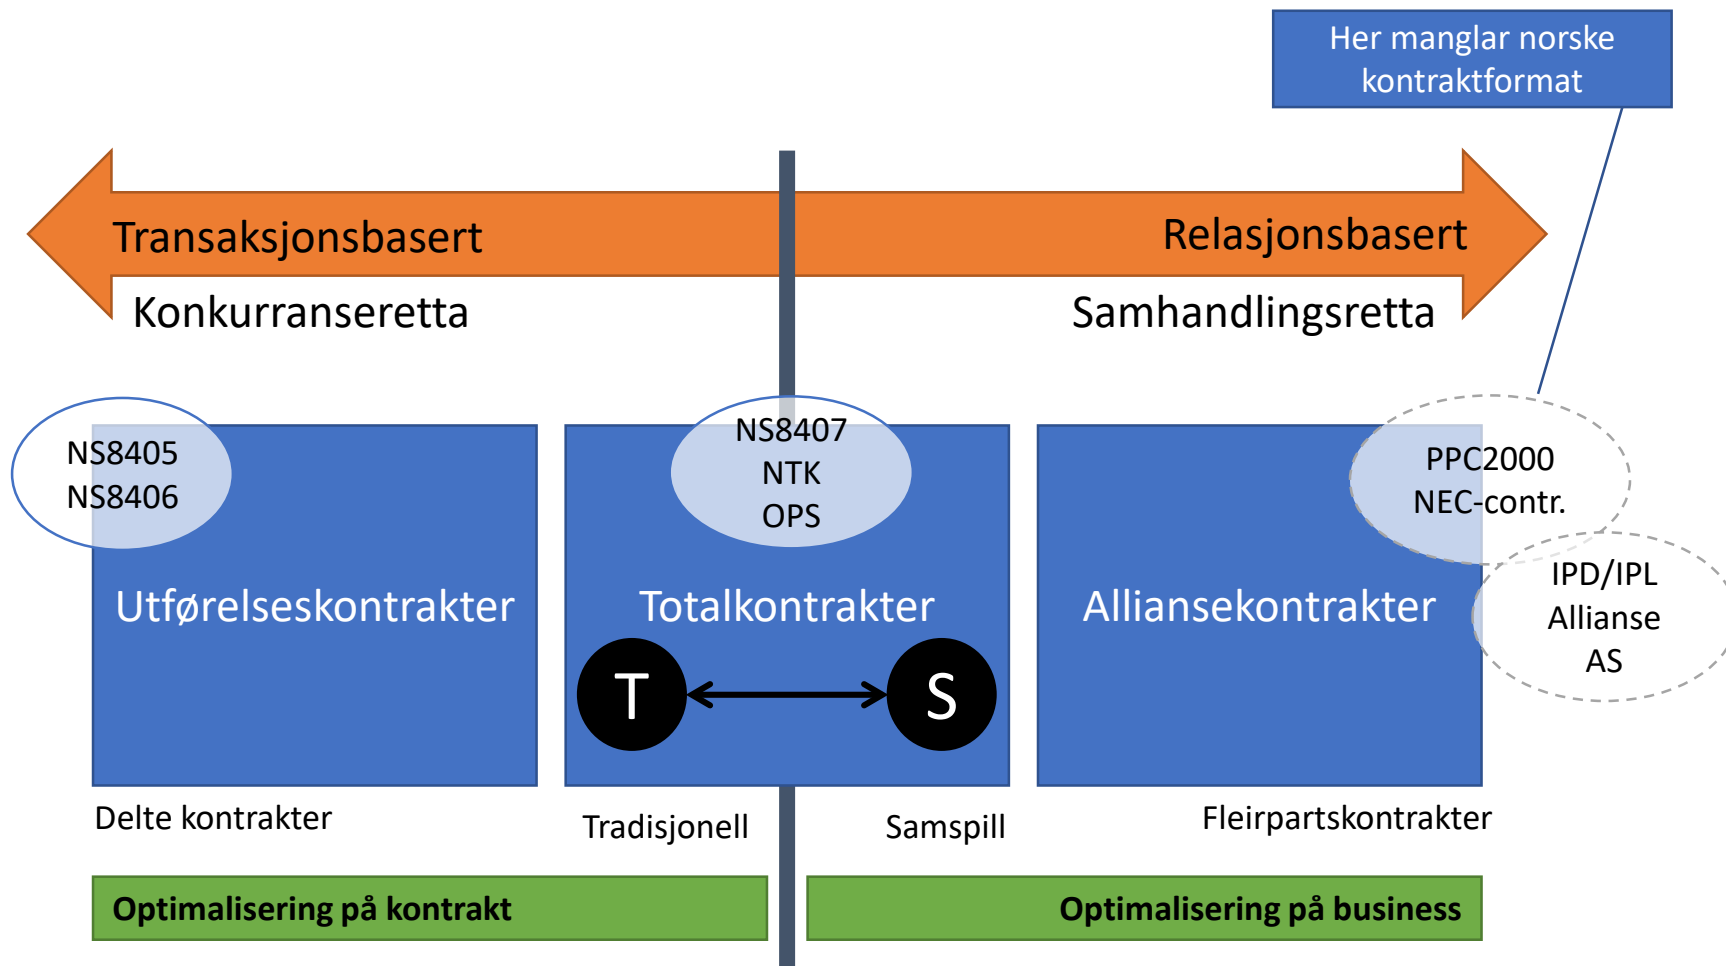 Her manglar norske
kontraktformat
Transaksjonsbasert
Relasjonsbasert
Konkurranseretta
Samhandlingsretta
NS8405
NS8406
NS8407
NTK
OPS
PPC2000
NEC-contr.
IPD/IPL
Allianse
AS
Utførelseskontrakter
Totalkontrakter
Alliansekontrakter
T
S
Delte kontrakter
Tradisjonell
Samspill
Fleirpartskontrakter
Optimalisering på kontrakt
Optimalisering på business